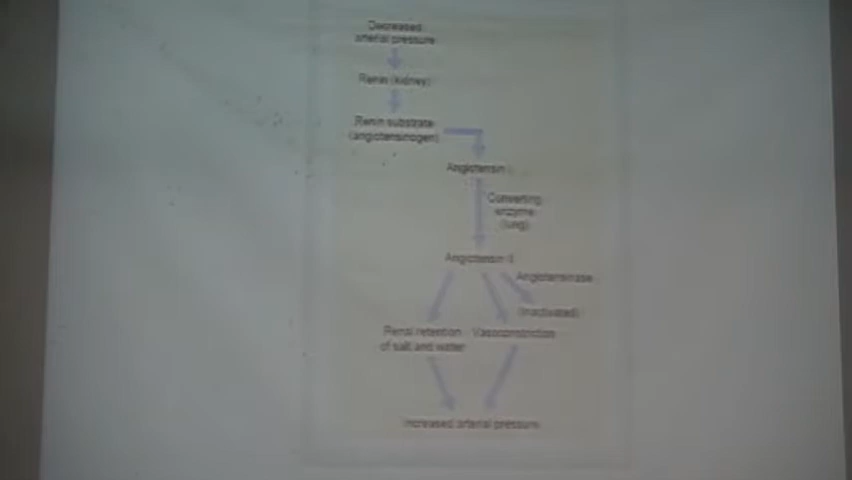 Decreased
arterial pressure
Renin (kidney)
Renin substrate
(angiotensinogen)
Angiotensin I
Converting
enzyme
(lung)
Angiotensin II
Angiotensinase
(Inactivated)
Renal retention
of salt and water
Vasoconstriction
Increased arterial pressure